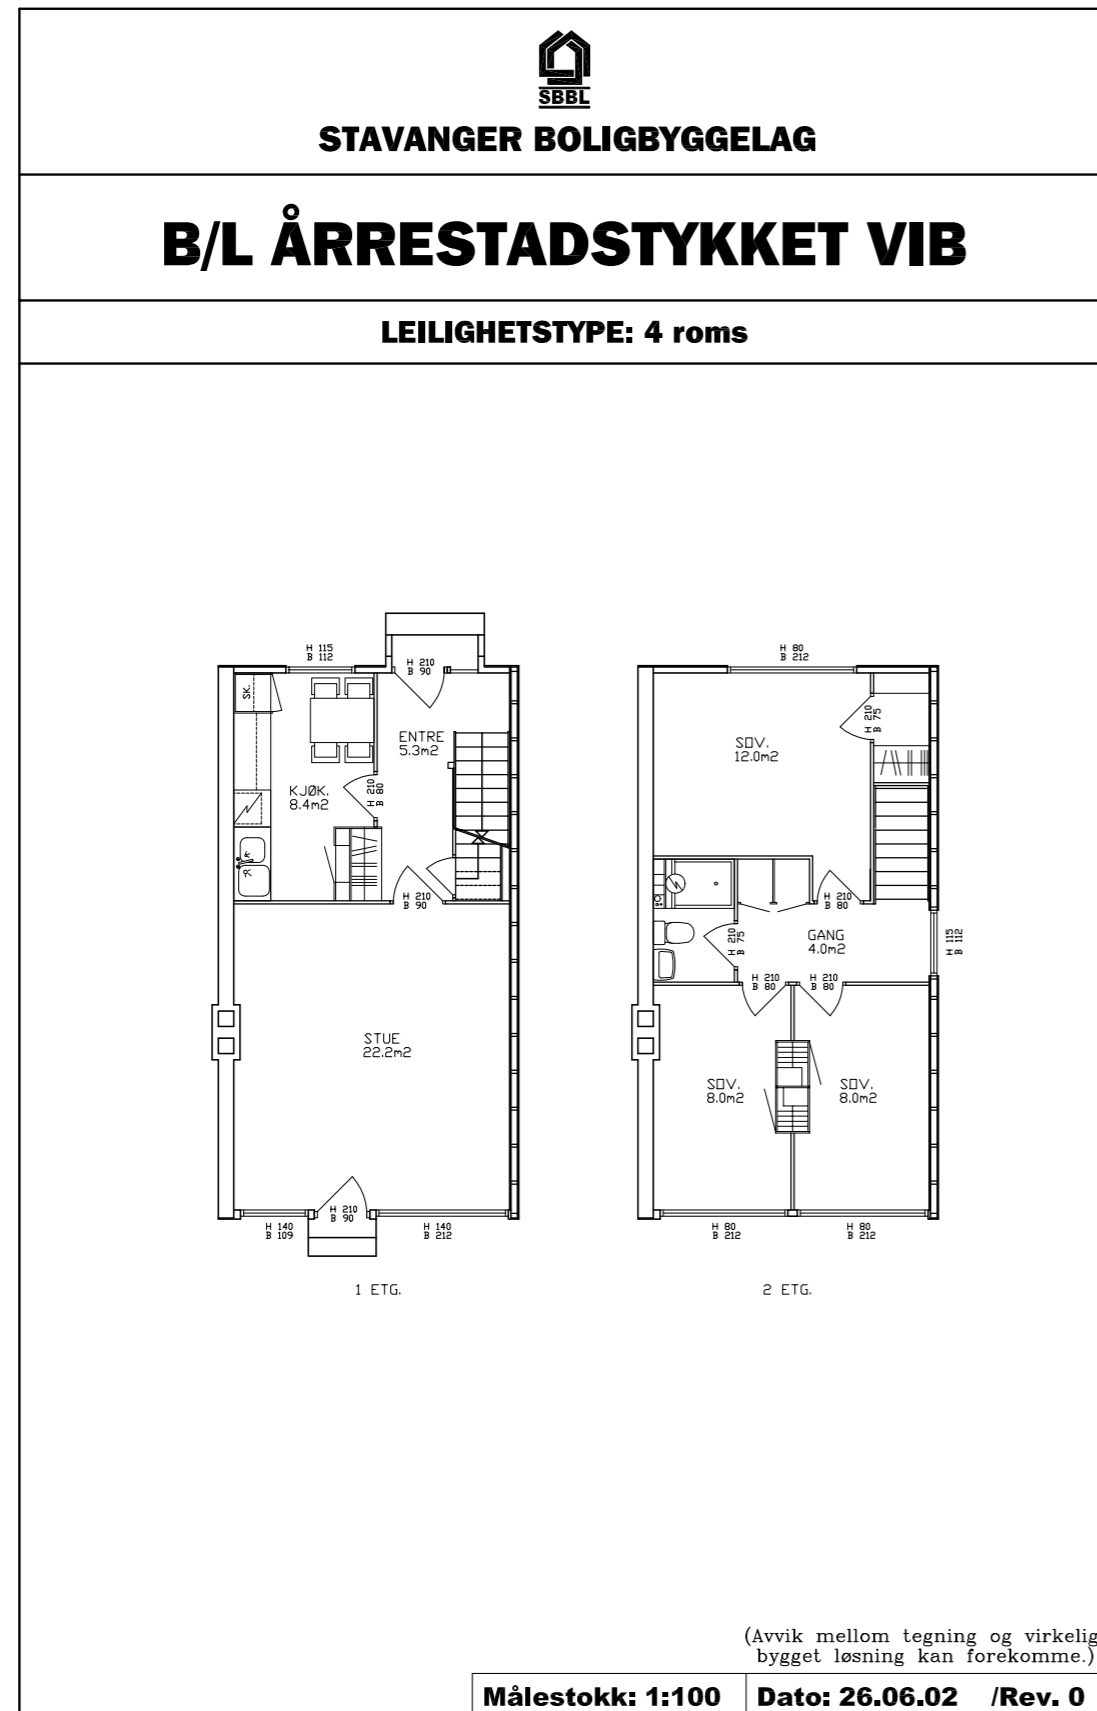 SBBL
STAVANGER BOLIGBYGGELAG
B/L ÅRRESTADSTYKKET VIB
LEILIGHETSTYPE: 4 roms
H 115
B 112
H 210
B 90
SK.
ENTRE
5.3m2
KJØK.
8.4m2
H 210
B 80
K
R
H 210
B 90
STUE
22.2m2
H 140
B 109
H 210
B 90
H 140
B 212
1 ETG.
H 80
B 212
H 210
B 75
SOV.
12.0m2
H 210
B 80
GANG
4.0m2
H 210
B 75
H 115
B 112
H 210
B 80
H 210
B 80
SOV.
8.0m2
SOV.
8.0m2
H 80
B 212
H 80
B 212
2 ETG.
(Avvik mellom tegning og virkelig
bygget løsning kan forekomme.)
Målestokk: 1:100
Dato: 26.06.02 /Rev. 0